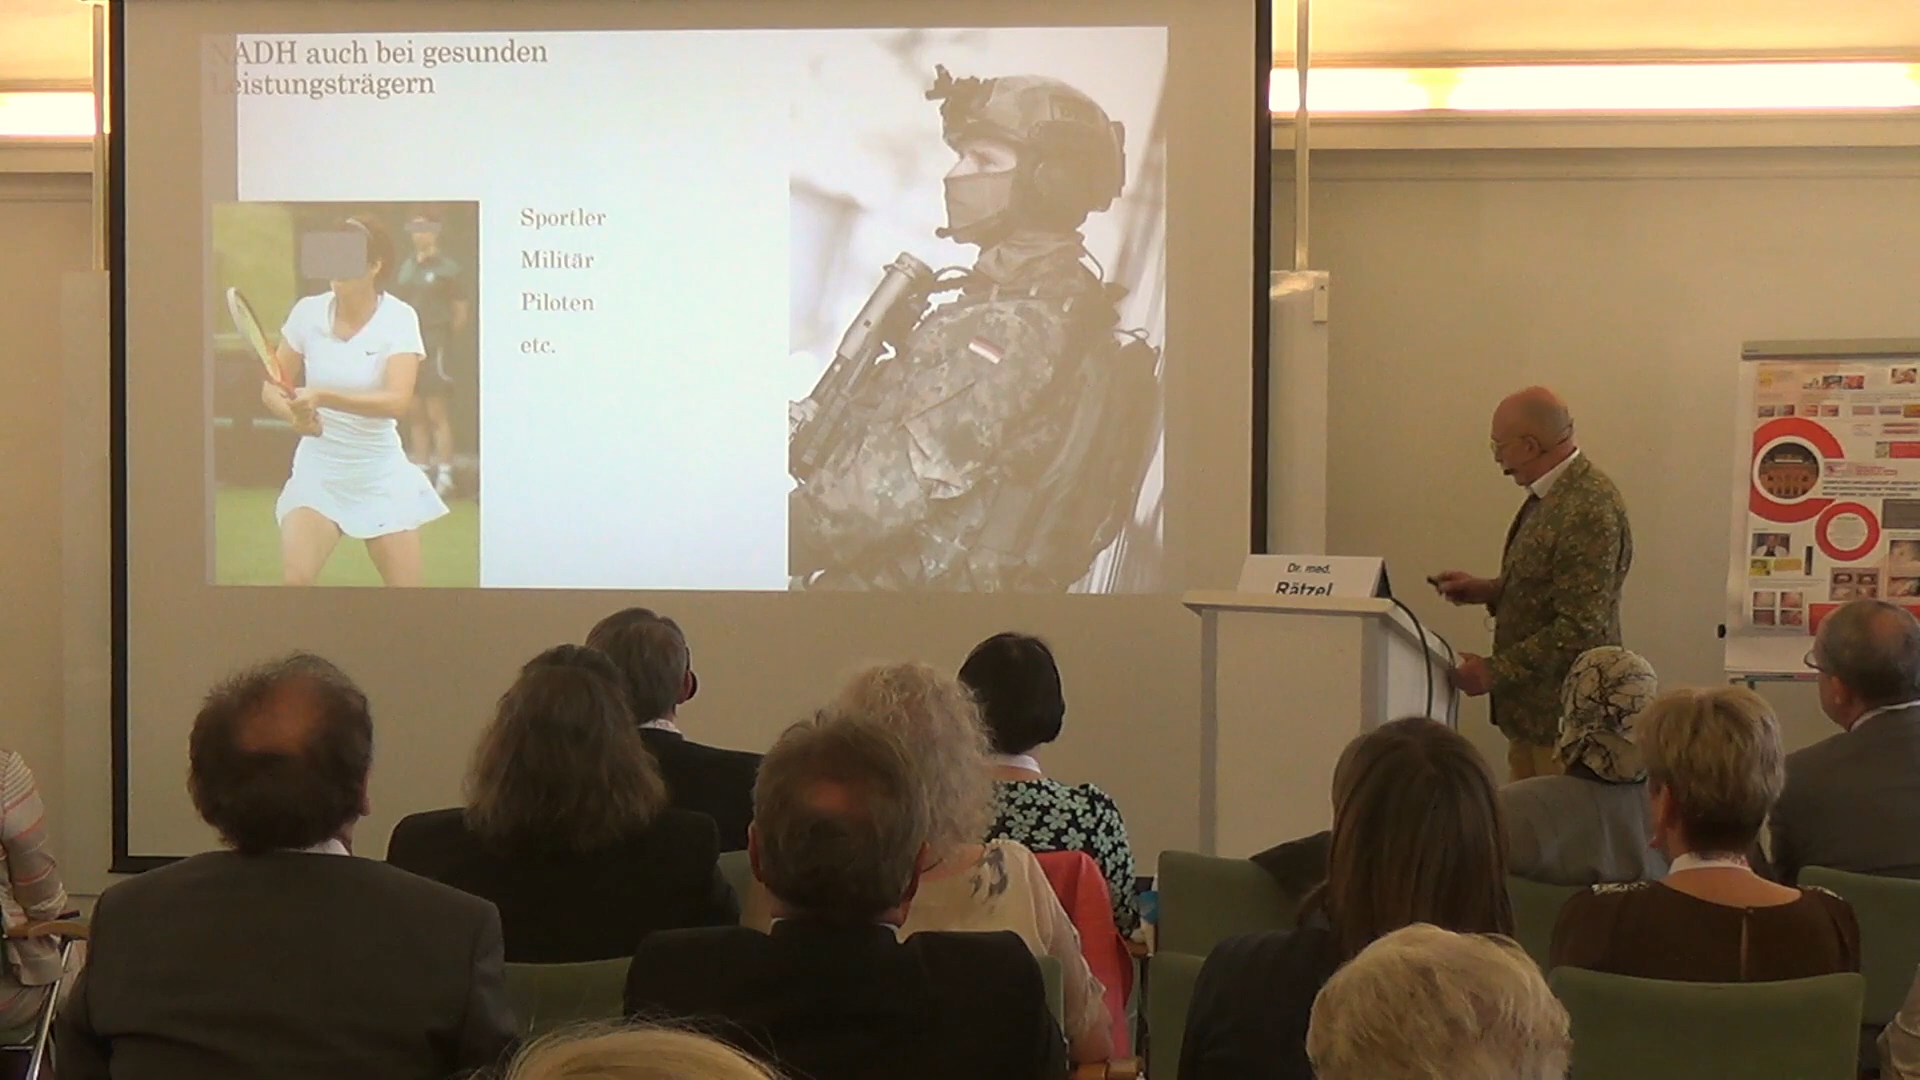 NADH auch bei gesunden
Leistungsträgern
Sportler
Militär
Piloten
etc.
Dr. med.
Rätzel